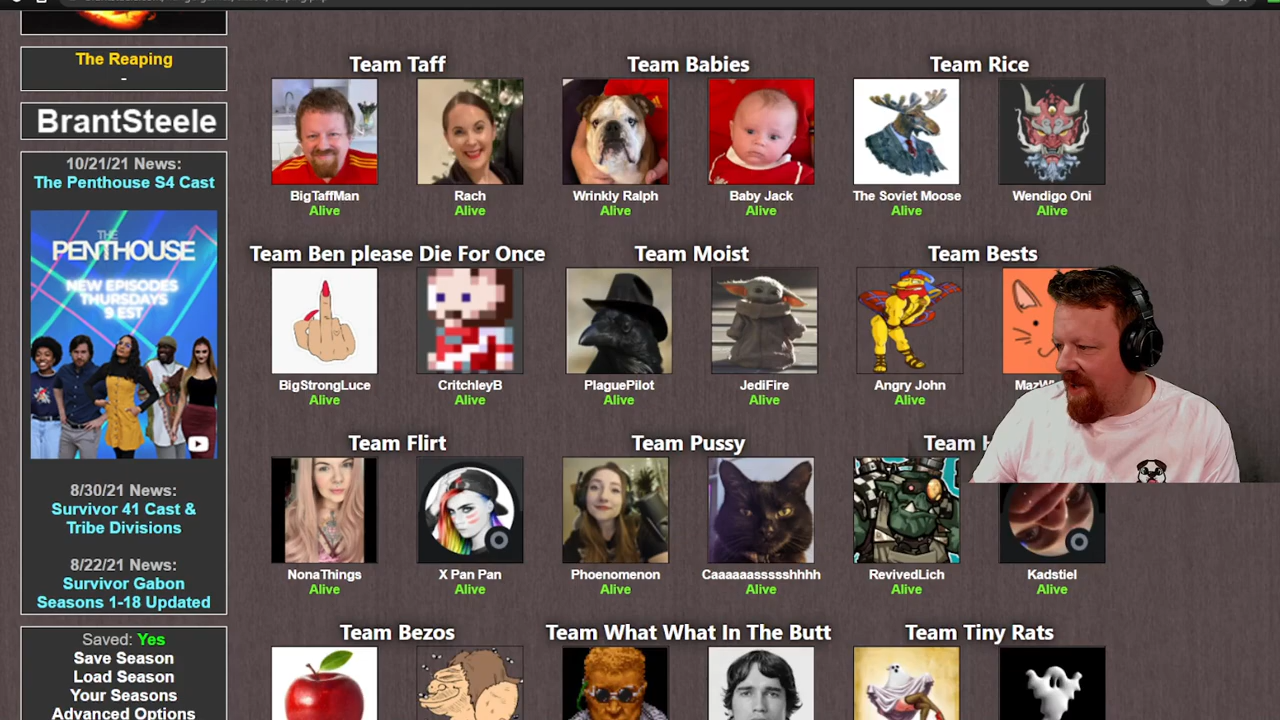 The Reaping
-
BrantSteele
10/21/21 News:
The Penthouse S4 Cast
THE
PENTHOUSE
NEW EPISODES
THURSDAYS
9 EST
8/30/21 News:
Survivor 41 Cast &
Tribe Divisions
8/22/21 News:
Survivor Gabon
Seasons 1-18 Updated
Saved: Yes
Save Season
Load Season
Your Seasons
Advanced Options
Team Taff
Team Babies
Team Rice
BigTaffMan
Rach
Wrinkly Ralph
Baby Jack
The Soviet Moose
Wendigo Oni
Alive
Alive
Alive
Alive
Alive
Alive
Team Ben please Die For Once
Team Moist
Team Bests
BigStrongLuce
CritchleyB
PlaguePilot
JediFire
Angry John
Alive
Alive
Alive
Alive
Alive
Team Flirt
Team Pussy
Team
NonaThings
X Pan Pan
Phoenomenon
Caaaaaassssshhhh
RevivedLich
Kadstiel
Alive
Alive
Alive
Alive
Alive
Alive
Team Bezos
Team What What In The Butt
Team Tiny Rats